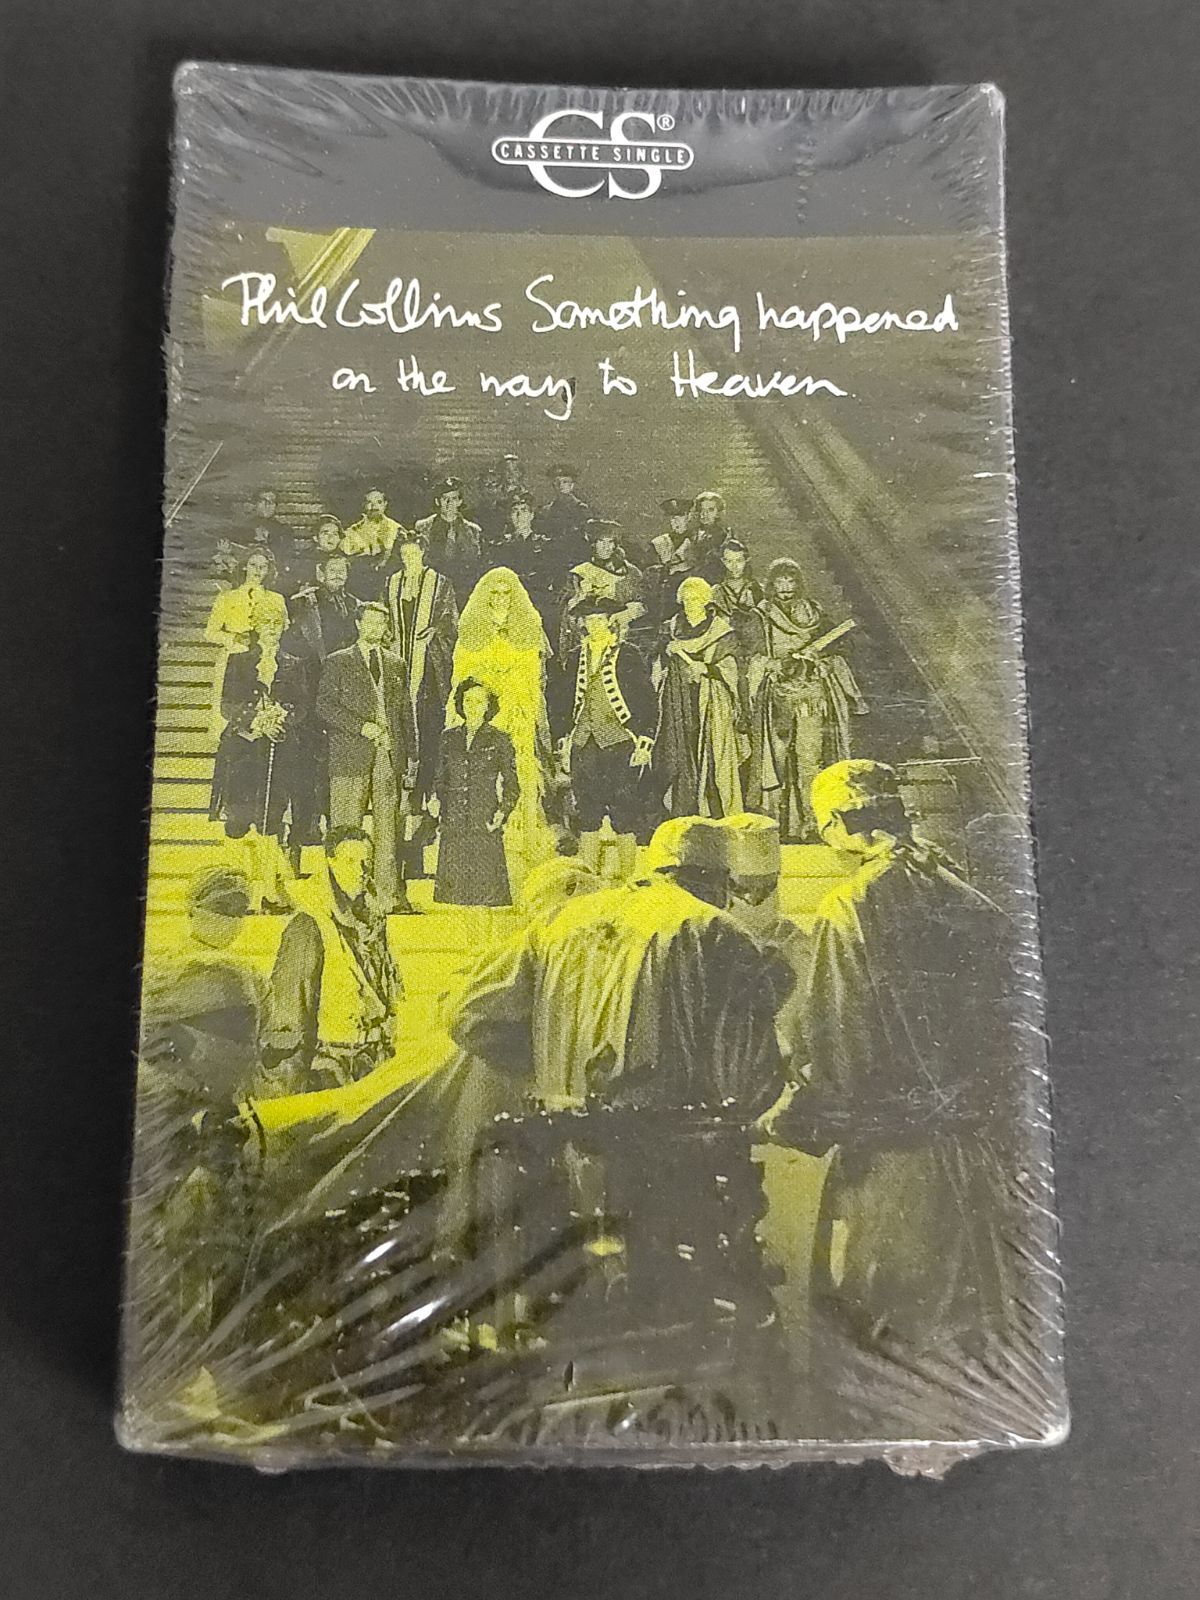 CS®
CASSETTE SINGLE
Phil Collins Something happened
on the way to Heaven